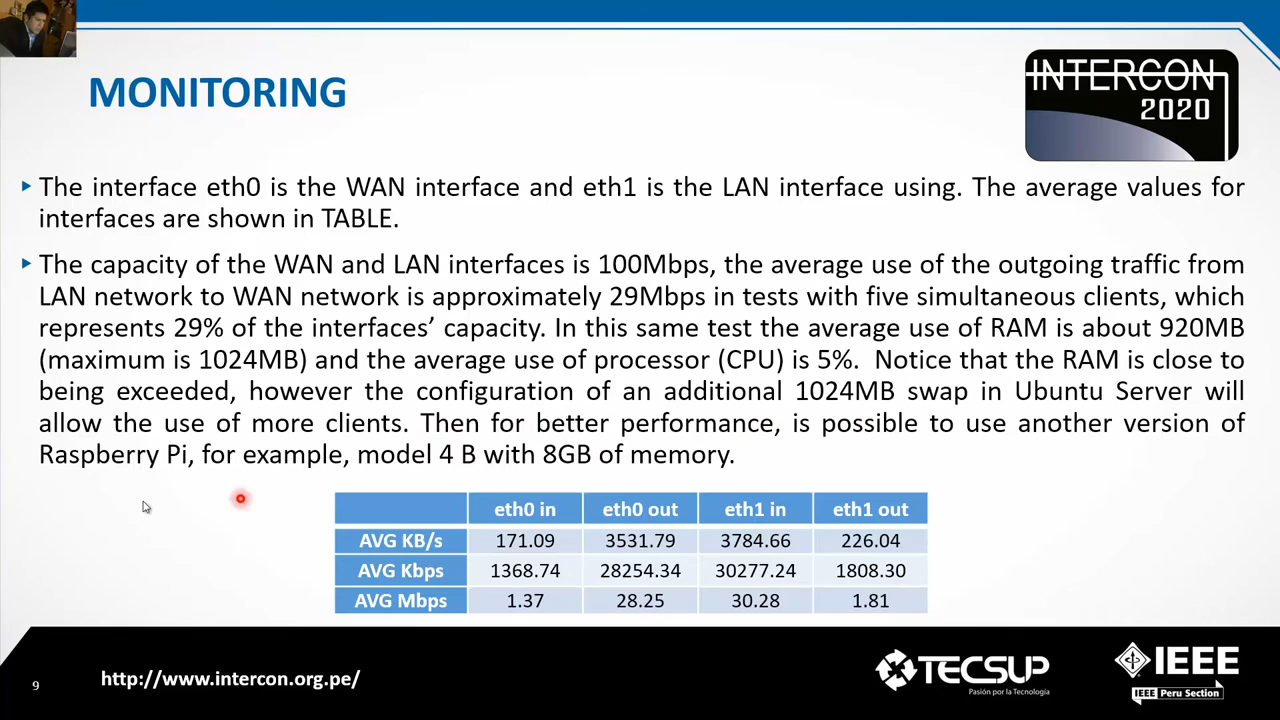 MONITORING
INTERCON
2020
The interface eth0 is the WAN interface and eth1 is the LAN interface using. The average values for
interfaces are shown in TABLE.
The capacity of the WAN and LAN interfaces is 100Mbps, the average use of the outgoing traffic from
LAN network to WAN network is approximately 29Mbps in tests with five simultaneous clients, which
represents 29% of the interfaces’ capacity. In this same test the average use of RAM is about 920MB
(maximum is 1024MB) and the average use of processor (CPU) is 5%. Notice that the RAM is close to
being exceeded, however the configuration of an additional 1024MB swap in Ubuntu Server will
allow the use of more clients. Then for better performance, is possible to use another version of
Raspberry Pi, for example, model 4 B with 8GB of memory.
eth0 in eth0 out eth1 in eth1 out
AVG KB/s 171.09 3531.79 3784.66 226.04
AVG Kbps 1368.74 28254.34 30277.24 1808.30
AVG Mbps 1.37 28.25 30.28 1.81
9
http://www.intercon.org.pe/
TECSUP
Pasión por la Tecnología
IEEE
IEEE Peru Section